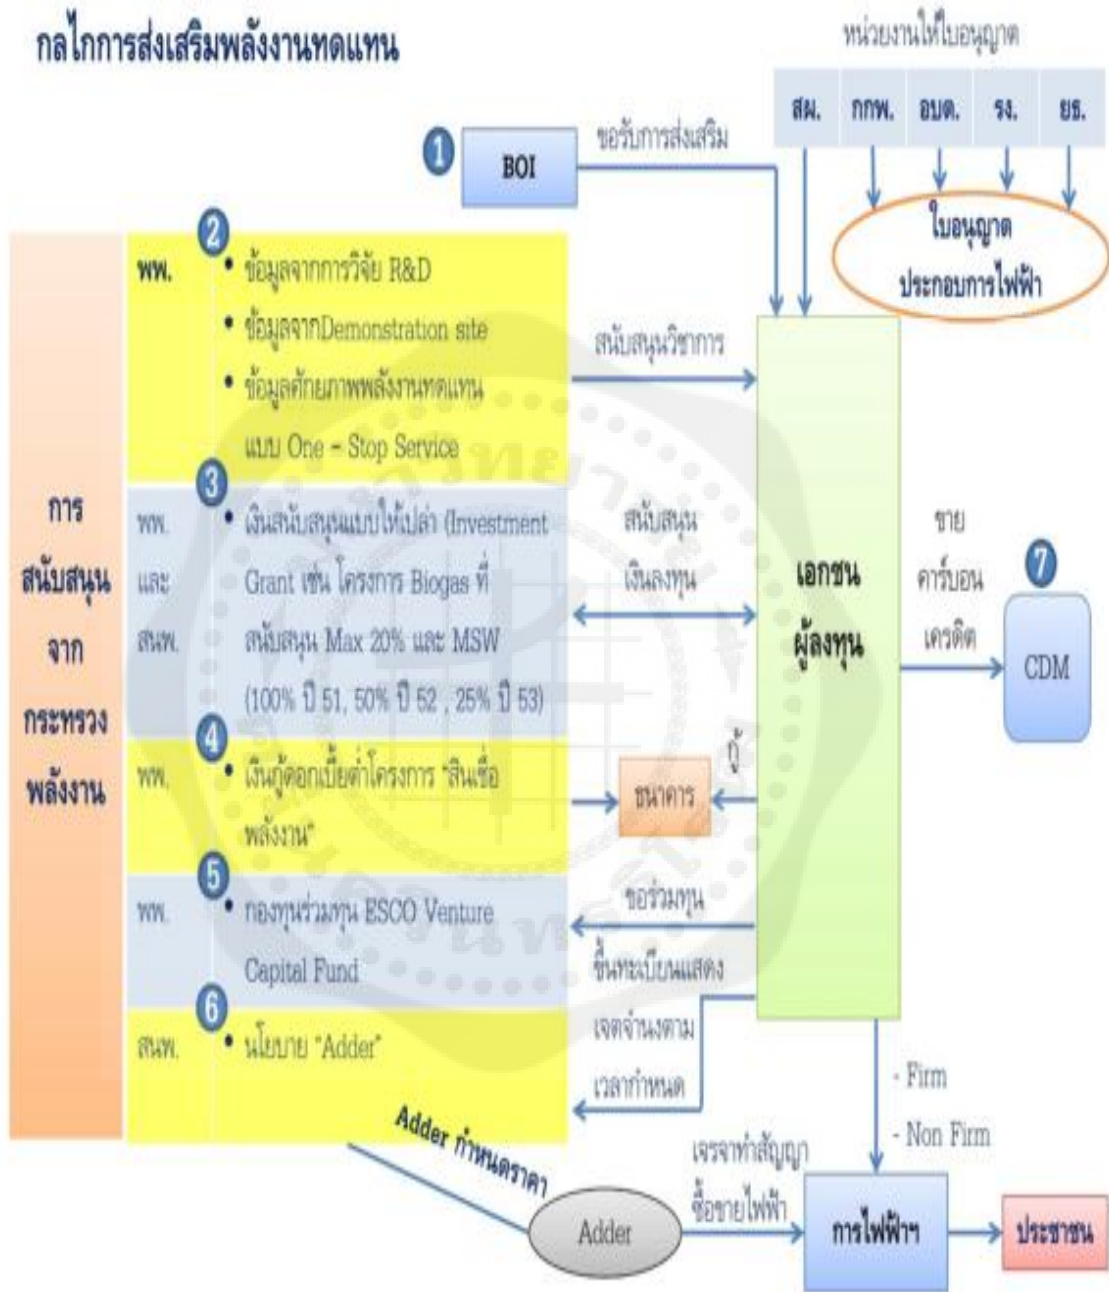 กลไกการส่งเสริมพลังงานทดแทน
หน่วยงานให้ใบอนุญาต
สผ. กกพ. อบต. รง. ยธ.
1
BOI
ขอรับการส่งเสริม
ใบอนุญาต
ประกอบการไฟฟ้า
การ
สนับสนุน
จาก
กระทรวง
พลังงาน
2
พพ.
• ข้อมูลจากการวิจัย R&D
• ข้อมูลจากDemonstration site
• ข้อมูลศักยภาพพลังงานทดแทน
แบบ One – Stop Service
สนับสนุนวิชาการ
3
พพ.
และ
สนพ.
• เงินสนับสนุนแบบให้เปล่า (Investment
Grant เช่น โครงการ Biogas ที่
สนับสนุน Max 20% และ MSW
(100% ปี 51, 50% ปี 52 , 25% ปี 53)
สนับสนุน
เงินลงทุน
เอกชน
ผู้ลงทุน
ขาย
คาร์บอน
เครดิต
7
CDM
4
พพ.
• เงินกู้ดอกเบี้ยต่ำโครงการ "สินเชื่อ
พลังงาน"
ธนาคาร
5
พพ.
• กองทุนร่วมทุน ESCO Venture
Capital Fund
ขอร่วมทุน
6
สนพ.
• นโยบาย "Adder"
ขึ้นทะเบียนแสดง
เจตจำนงตาม
เวลากำหนด
- Firm
- Non Firm
Adder กำหนดราคา
Adder
เจรจาทำสัญญา
ซื้อขายไฟฟ้า
การไฟฟ้าฯ
ประชาชน